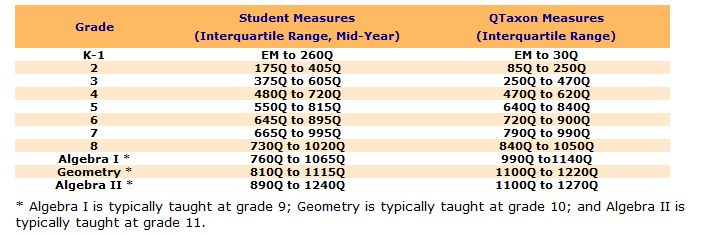 Grade Student Measures (Interquartile Range, Mid-Year) QTaxon Measures (Interquartile Range)
K-1 EM to 260Q EM to 30Q
2 175Q to 405Q 85Q to 250Q
3 375Q to 605Q 250Q to 470Q
4 480Q to 720Q 470Q to 620Q
5 550Q to 815Q 640Q to 840Q
6 645Q to 895Q 720Q to 900Q
7 665Q to 995Q 790Q to 990Q
8 730Q to 1020Q 840Q to 1050Q
Algebra I * 760Q to 1065Q 990Q to1140Q
Geometry * 810Q to 1115Q 1100Q to 1220Q
Algebra II * 890Q to 1240Q 1100Q to 1270Q
* Algebra I is typically taught at grade 9; Geometry is typically taught at grade 10; and Algebra II is
typically taught at grade 11.